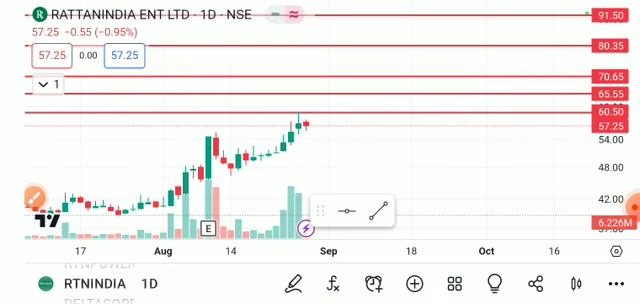 R RATTANINDIA ENT LTD · 1D · NSE
57.25 −0.55 (−0.95%)
57.25 0.00 57.25
1
91.50
80.35
70.65
65.55
60.50
57.25
54.00
48.00
42.00
6.226M
E
17 Aug 14 Sep 18 Oct 16
RTNINDIA 1D
DELTACORP